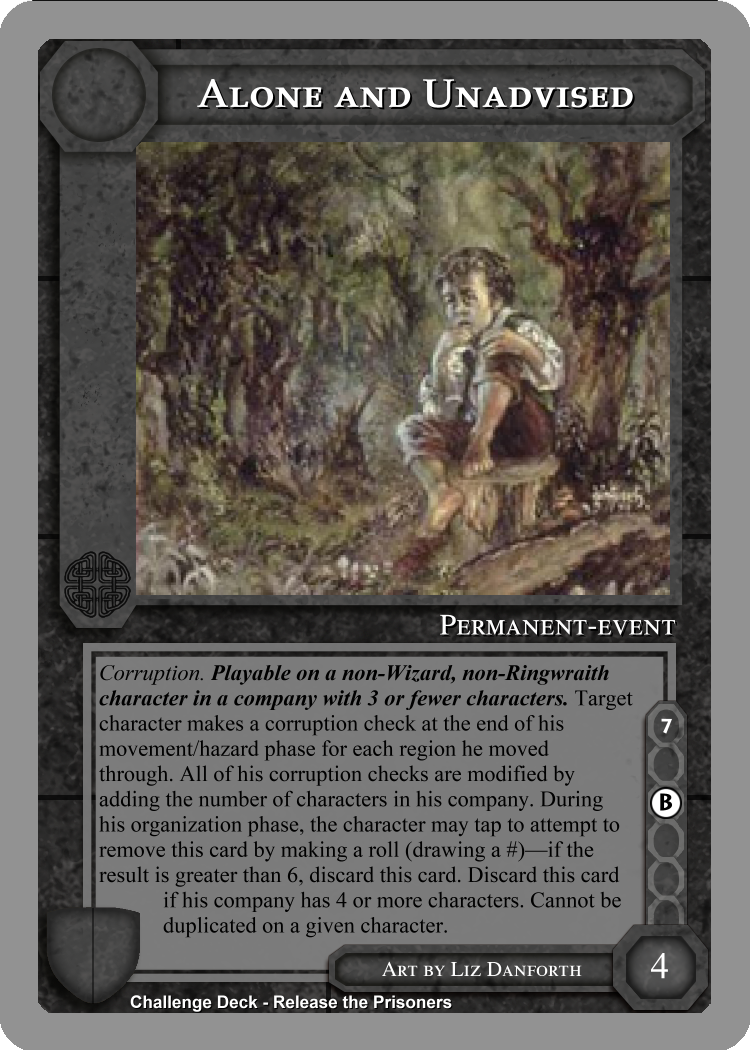 Alone and Unadvised
Permanent-event
Corruption. Playable on a non-Wizard, non-Ringwraith
character in a company with 3 or fewer characters. Target
character makes a corruption check at the end of his
movement/hazard phase for each region he moved
through. All of his corruption checks are modified by
adding the number of characters in his company. During
his organization phase, the character may tap to attempt to
remove this card by making a roll (drawing a #)—if the
result is greater than 6, discard this card. Discard this card
if his company has 4 or more characters. Cannot be
duplicated on a given character.
7
B
Art by Liz Danforth
4
Challenge Deck - Release the Prisoners